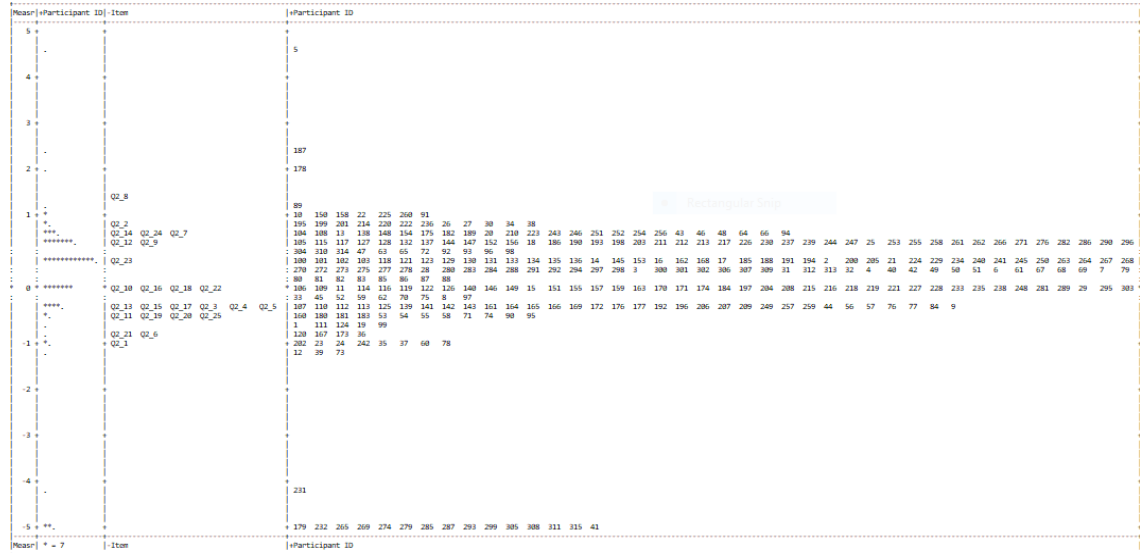 |Measr|+Participant ID|-Item |+Participant ID
5 + + +
. 5
4 + + +
3 + + +
. 187
2 + . + + 178
Q2_8
. 89
1 + * + + 10 150 158 22 225 260 91
*. Q2_2 195 199 201 214 220 222 236 26 27 30 34 38
***. Q2_14 Q2_24 Q2_7 104 108 13 138 148 154 175 182 189 20 210 223 243 246 251 252 254 256 43 46 48 64 66 94
*******. Q2_12 Q2_9 105 115 117 127 128 132 137 144 147 152 156 18 186 190 193 198 203 211 212 213 217 226 230 237 239 244 247 25 253 255 258 261 262 266 271 276 282 286 290 296
: : : 304 310 314 47 63 65 72 92 93 96 98
************. Q2_23 100 101 102 103 118 121 123 129 130 131 133 134 135 136 14 145 153 16 162 168 17 185 188 191 194 2 200 205 21 224 229 234 240 241 245 250 263 264 267 268
: : : 270 272 273 275 277 278 28 280 283 284 288 291 292 294 297 298 3 300 301 302 306 307 309 31 312 313 32 4 40 42 49 50 51 6 61 67 68 69 7 79
: : : 80 81 82 83 85 86 87 88
0 + ******* + Q2_10 Q2_16 Q2_18 Q2_22 + 106 109 11 114 116 119 122 126 140 146 149 15 151 155 157 159 163 170 171 174 184 197 204 208 215 216 218 219 221 227 228 233 235 238 248 281 289 29 295 303
: : : 33 45 52 59 62 70 75 8 97
****. Q2_13 Q2_15 Q2_17 Q2_3 Q2_4 Q2_5 107 110 112 113 125 139 141 142 143 161 164 165 166 169 172 176 177 192 196 206 207 209 249 257 259 44 56 57 76 77 84 9
*. Q2_11 Q2_19 Q2_20 Q2_25 160 180 181 183 53 54 55 58 71 74 90 95
. 1 111 124 19 99
. Q2_21 Q2_6 120 167 173 36
-1 + *. + Q2_1 + 202 23 24 242 35 37 60 78
. 12 39 73
-2 + + +
-3 + + +
-4 + + +
. 231
-5 + **. + + 179 232 265 269 274 279 285 287 293 299 305 308 311 315 41
|Measr| * = 7 |-Item |+Participant ID
Rectangular Snip